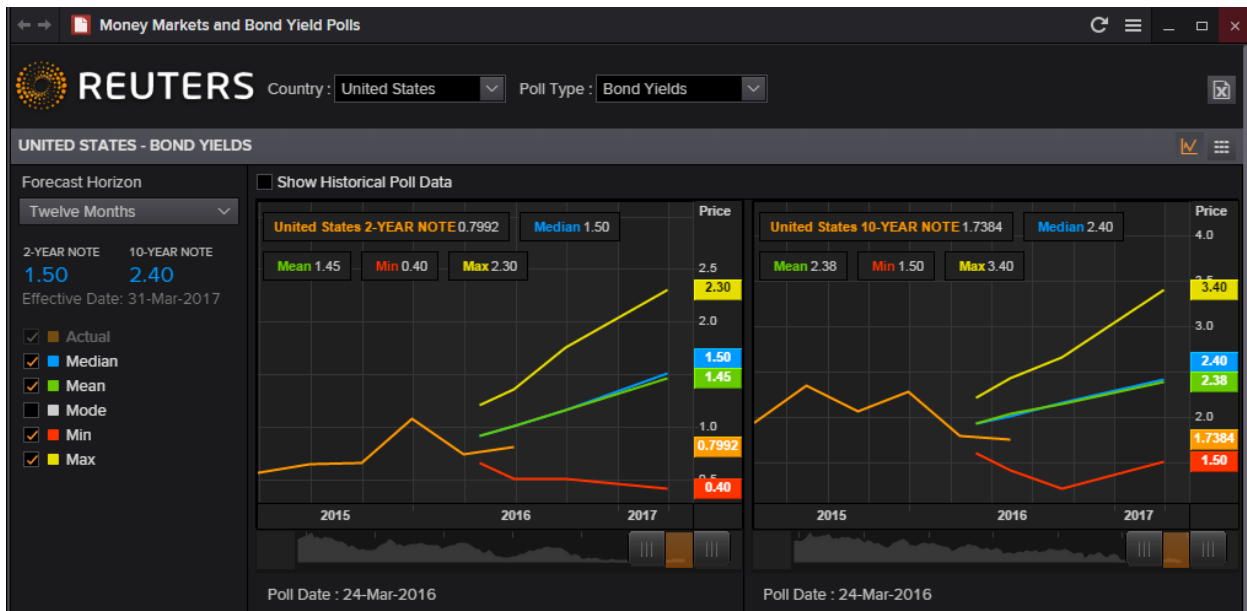 Money Markets and Bond Yield Polls
REUTERS Country : United States Poll Type : Bond Yields
UNITED STATES - BOND YIELDS
Forecast Horizon
Twelve Months
2-YEAR NOTE 10-YEAR NOTE
1.50 2.40
Effective Date: 31-Mar-2017
Actual
Median
Mean
Mode
Min
Max
Show Historical Poll Data
United States 2-YEAR NOTE 0.7992 Median 1.50
Mean 1.45 Min 0.40 Max 2.30
Price
2.5
2.30
2.0
1.50
1.45
1.0
0.7992
0.5
0.40
2015 2016 2017
Poll Date : 24-Mar-2016
United States 10-YEAR NOTE 1.7384 Median 2.40
Mean 2.38 Min 1.50 Max 3.40
Price
4.0
3.5
3.40
3.0
2.40
2.38
2.0
1.7384
1.50
2015 2016 2017
Poll Date : 24-Mar-2016